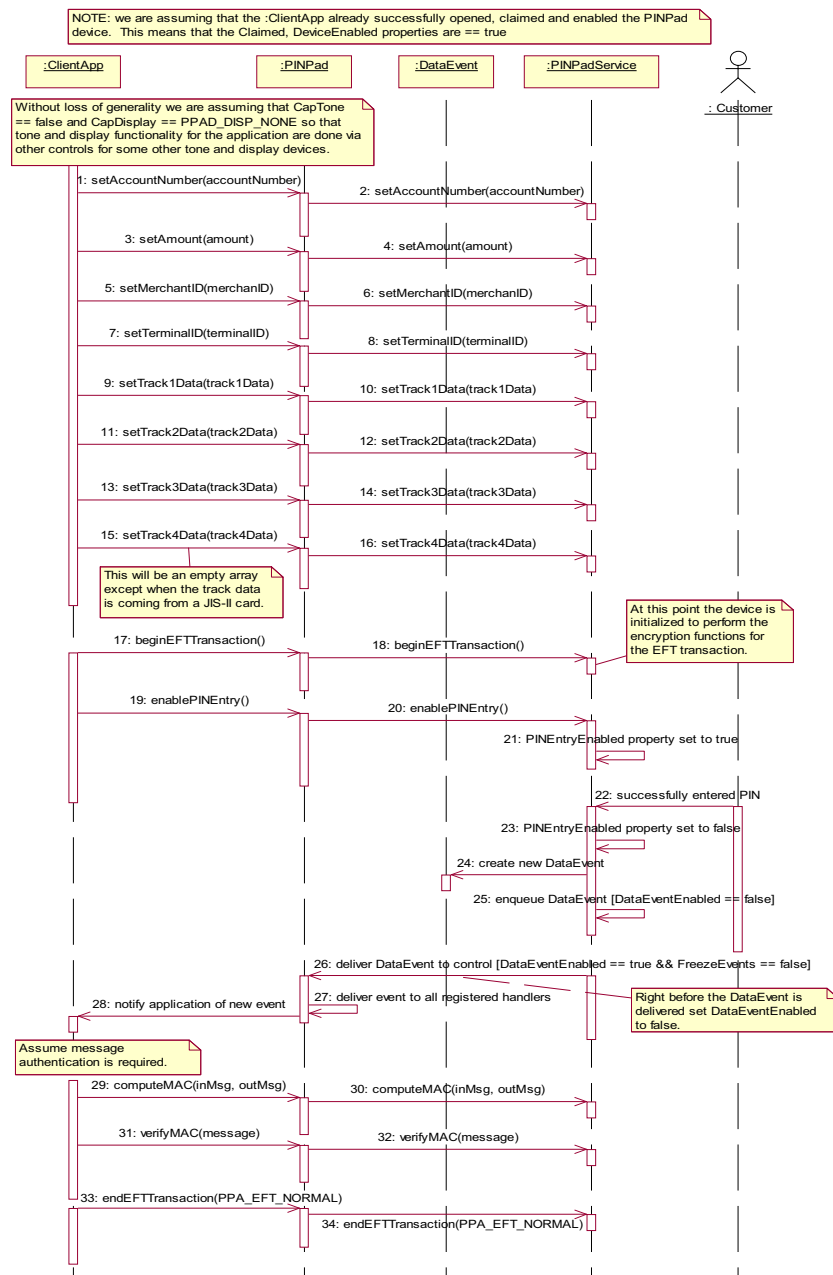 NOTE: we are assuming that the :ClientApp already successfully opened, claimed and enabled the PINPad
device.  This means that the Claimed, DeviceEnabled properties are == true
:ClientApp
:PINPad
:DataEvent
:PINPadService
: Customer
Without loss of generality we are assuming that CapTone
== false and CapDisplay == PPAD_DISP_NONE so that
tone and display functionality for the application are done via
other controls for some other tone and display devices.
1: setAccountNumber(accountNumber)
2: setAccountNumber(accountNumber)
3: setAmount(amount)
4: setAmount(amount)
5: setMerchantID(merchanID)
6: setMerchantID(merchanID)
7: setTerminalID(terminalID)
8: setTerminalID(terminalID)
9: setTrack1Data(track1Data)
10: setTrack1Data(track1Data)
11: setTrack2Data(track2Data)
12: setTrack2Data(track2Data)
13: setTrack3Data(track3Data)
14: setTrack3Data(track3Data)
15: setTrack4Data(track4Data)
16: setTrack4Data(track4Data)
This will be an empty array
except when the track data
is coming from a JIS-II card.
At this point the device is
initialized to perform the
encryption functions for
the EFT transaction.
17: beginEFTTransaction()
18: beginEFTTransaction()
19: enablePINEntry()
20: enablePINEntry()
21: PINEntryEnabled property set to true
22: successfully entered PIN
23: PINEntryEnabled property set to false
24: create new DataEvent
25: enqueue DataEvent [DataEventEnabled == false]
26: deliver DataEvent to control [DataEventEnabled == true && FreezeEvents == false]
27: deliver event to all registered handlers
28: notify application of new event
Right before the DataEvent is
delivered set DataEventEnabled
to false.
Assume message
authentication is required.
29: computeMAC(inMsg, outMsg)
30: computeMAC(inMsg, outMsg)
31: verifyMAC(message)
32: verifyMAC(message)
33: endEFTTransaction(PPA_EFT_NORMAL)
34: endEFTTransaction(PPA_EFT_NORMAL)